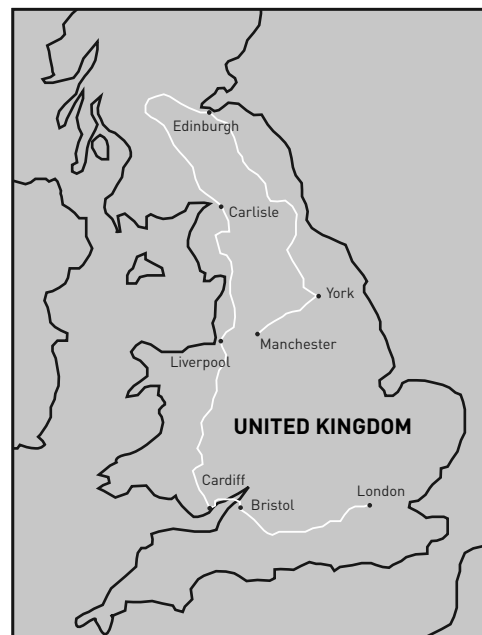 Edinburgh
Carlisle
York
Manchester
Liverpool
UNITED KINGDOM
Cardiff
Bristol
London